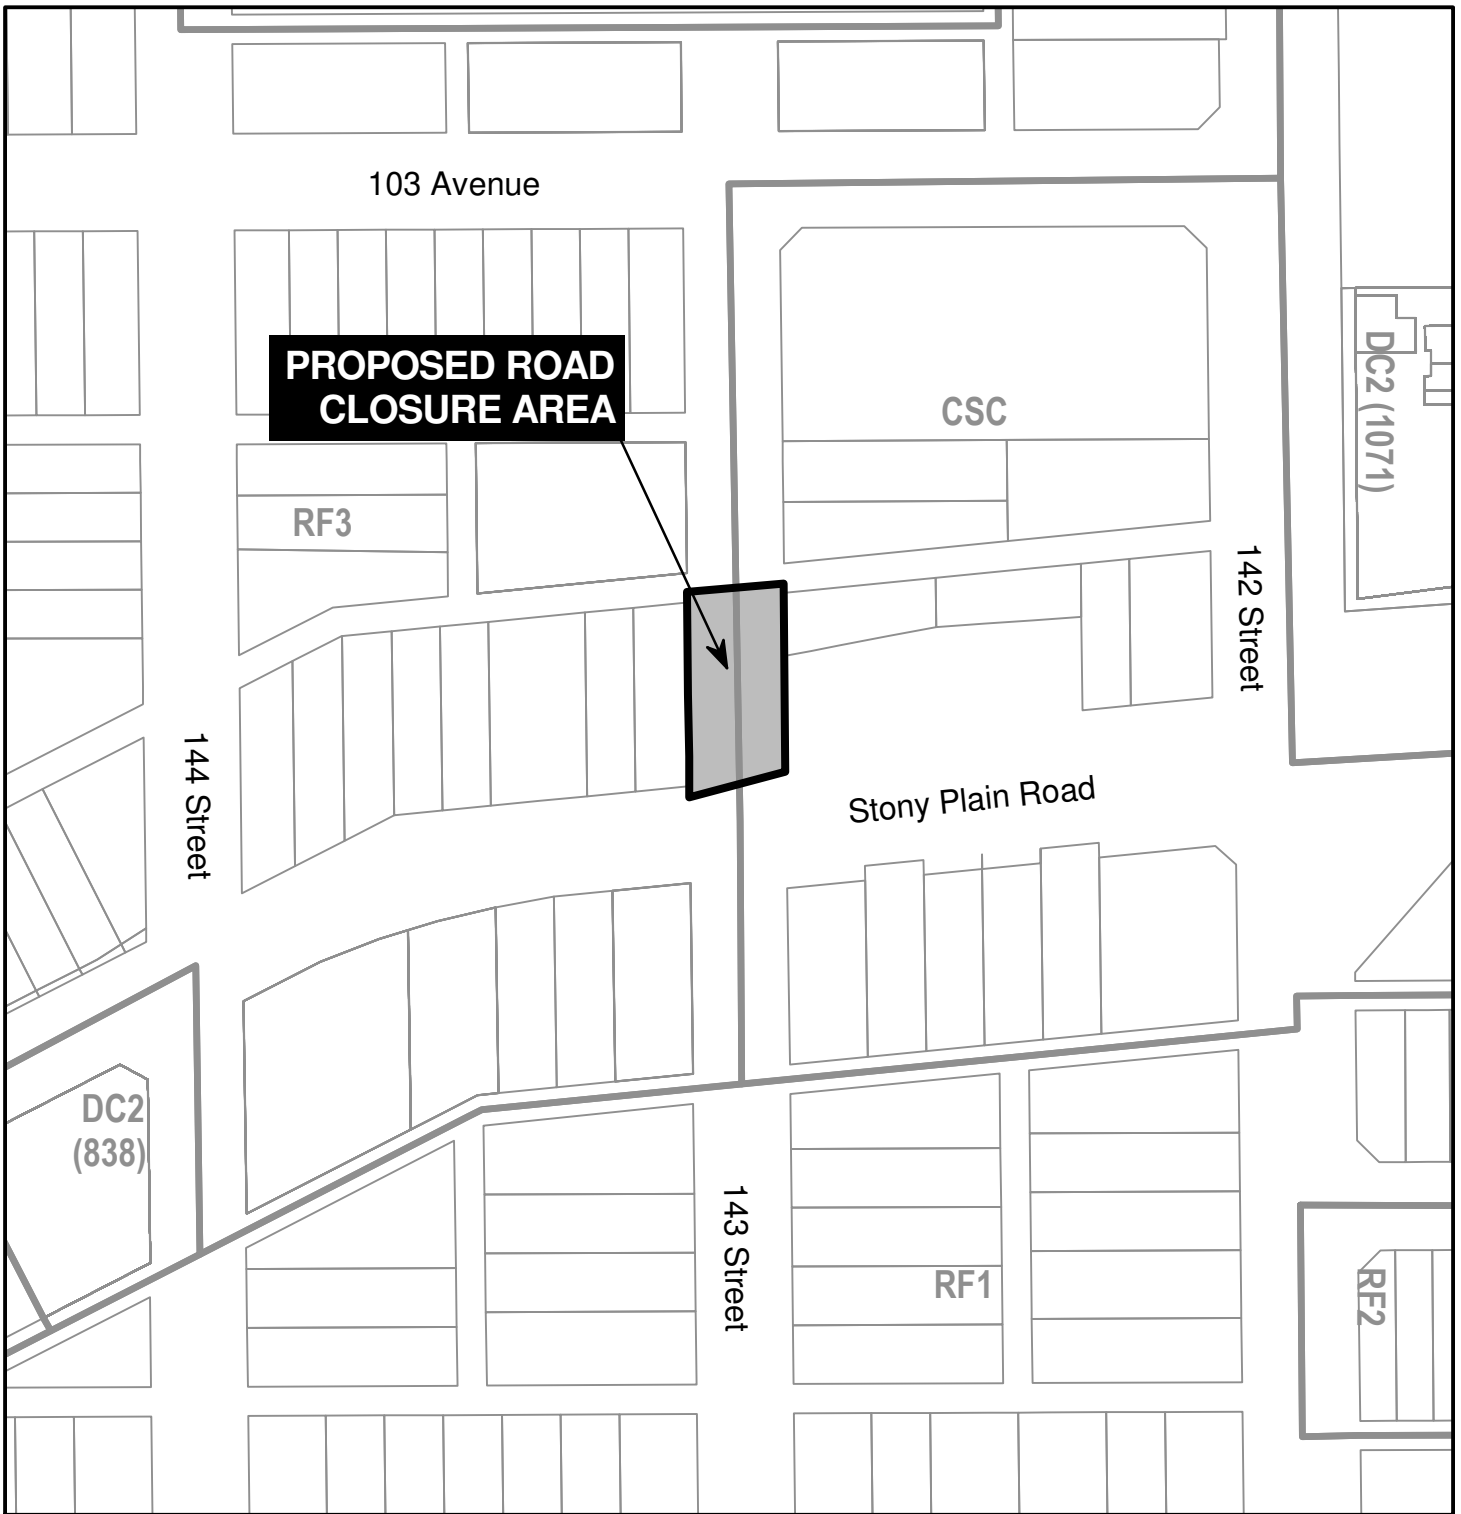 103 Avenue
PROPOSED ROAD
CLOSURE AREA
CSC
DC2 (1071)
RF3
142 Street
144 Street
Stony Plain Road
DC2
(838)
143 Street
RF1
RF2